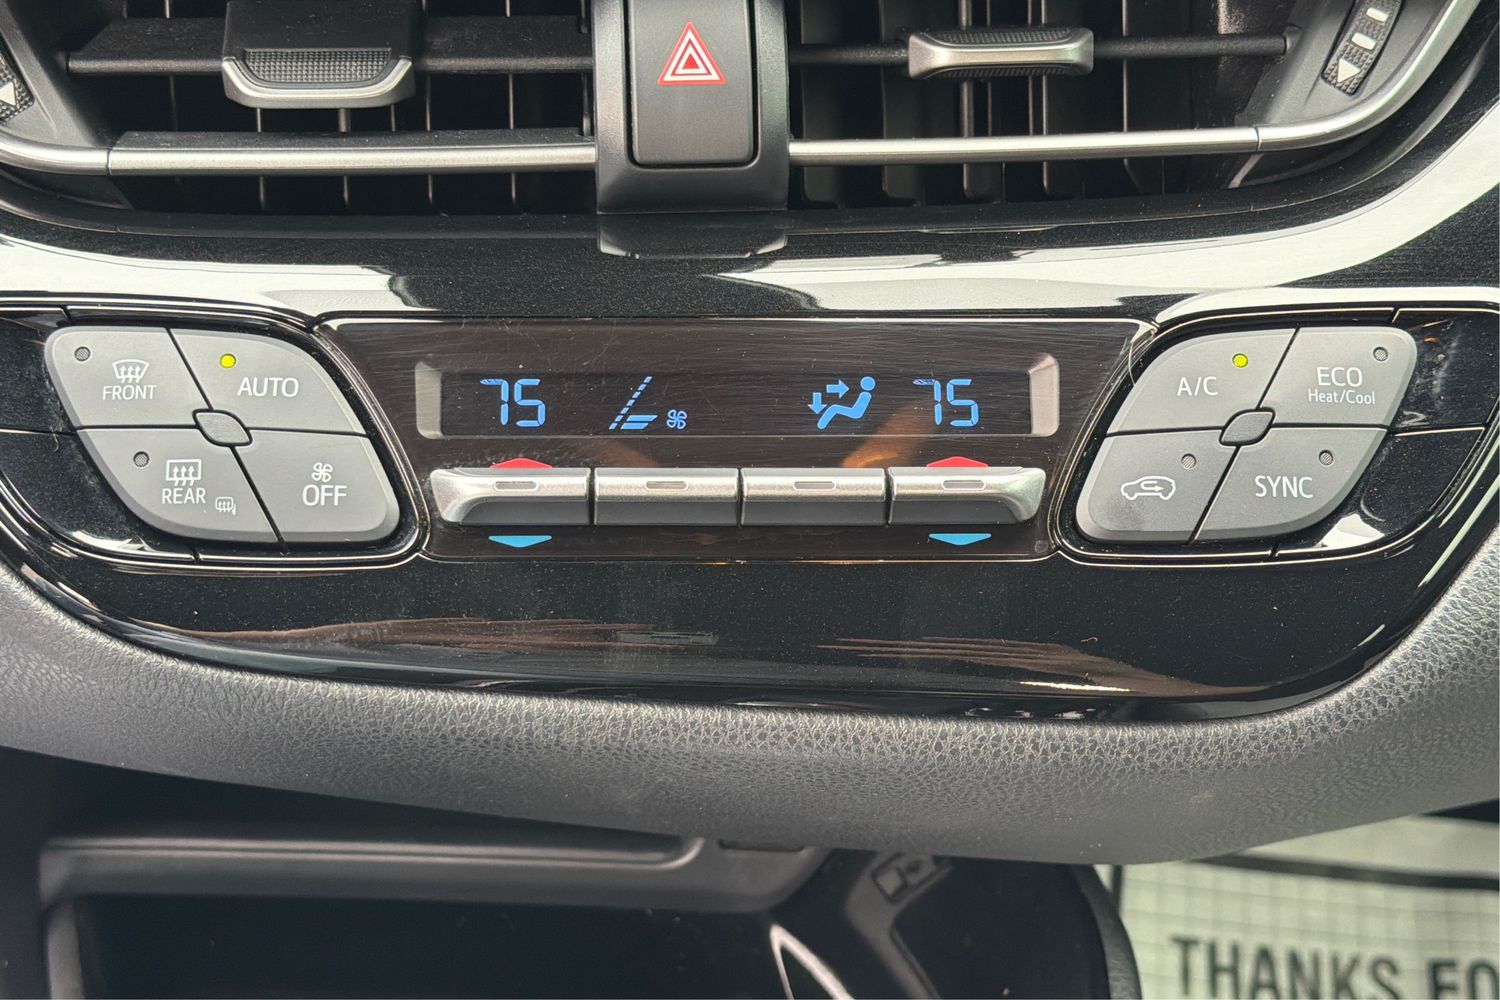 FRONT
AUTO
REAR
OFF
75
75
A/C
ECO
Heat/Cool
SYNC
THANKS FO